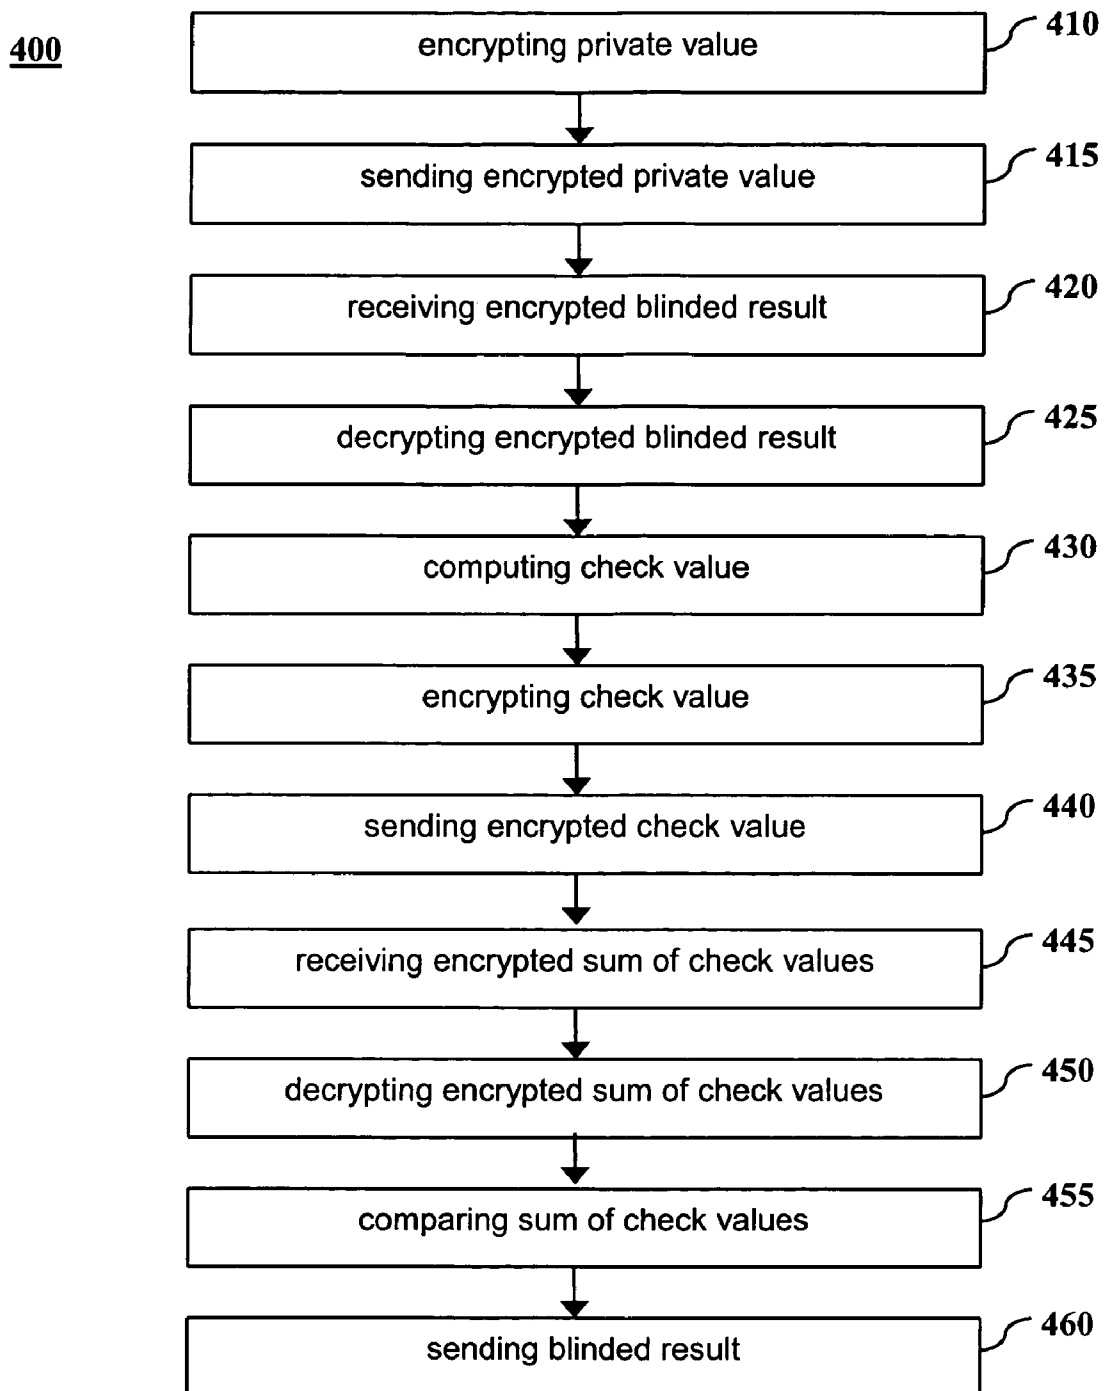 400
encrypting private value
410
sending encrypted private value
415
receiving encrypted blinded result
420
decrypting encrypted blinded result
425
computing check value
430
encrypting check value
435
sending encrypted check value
440
receiving encrypted sum of check values
445
decrypting encrypted sum of check values
450
comparing sum of check values
455
sending blinded result
460